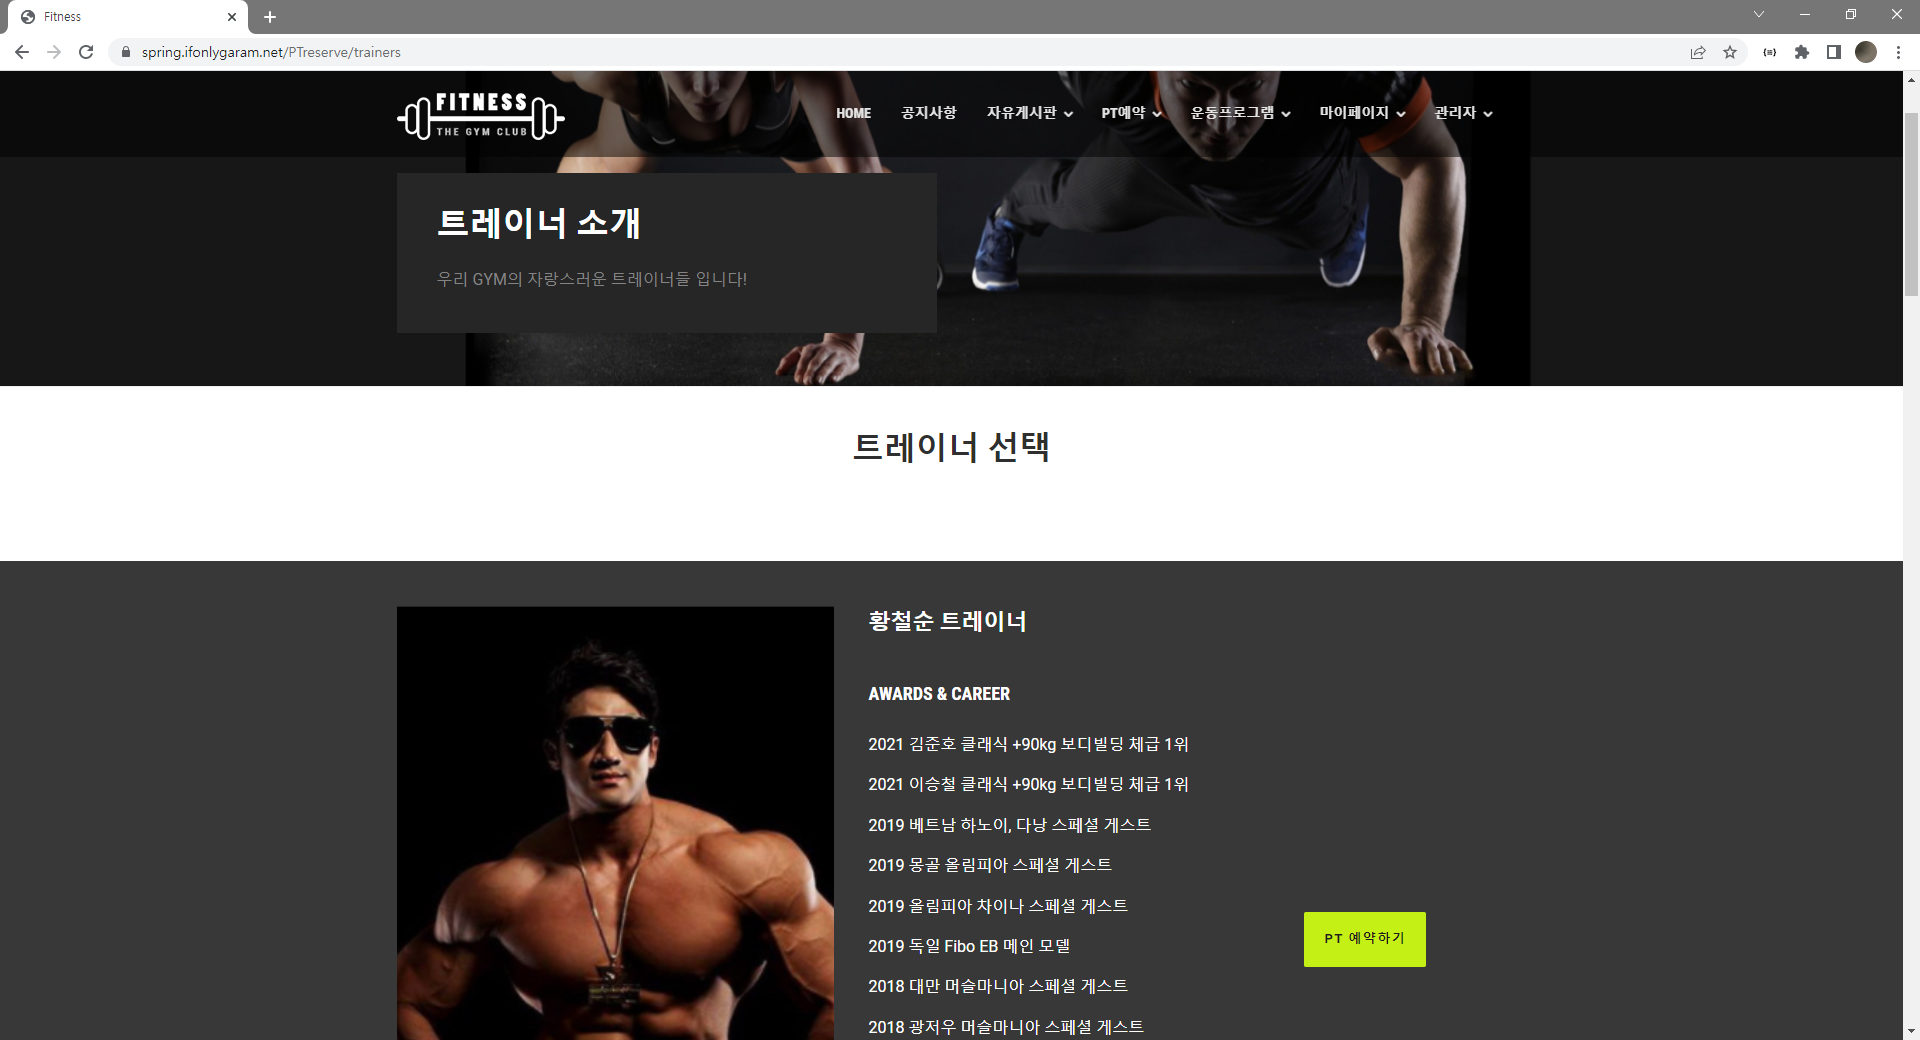 Fitness
spring.ifonlygaram.net/PTreserve/trainers
FITNESS
THE GYM CLUB
HOME 공지사항 자유게시판 PT예약 운동프로그램 마이페이지 관리자
트레이너 소개
우리 GYM의 자랑스러운 트레이너들 입니다!
트레이너 선택
황철순 트레이너
AWARDS & CAREER
2021 김준호 클래식 +90kg 보디빌딩 체급 1위
2021 이승철 클래식 +90kg 보디빌딩 체급 1위
2019 베트남 하노이, 다낭 스페셜 게스트
2019 몽골 올림피아 스페셜 게스트
2019 올림피아 차이나 스페셜 게스트
2019 독일 Fibo EB 메인 모델
2018 대만 머슬마니아 스페셜 게스트
2018 광저우 머슬마니아 스페셜 게스트
PT 예약하기